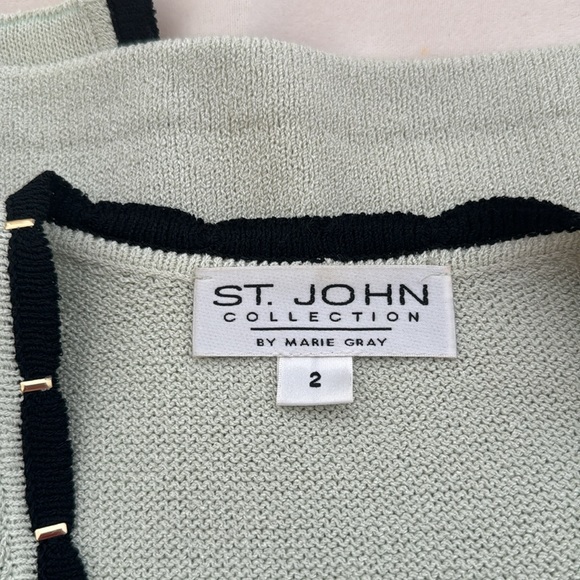 ST. JOHN
COLLECTION
BY MARIE GRAY
2